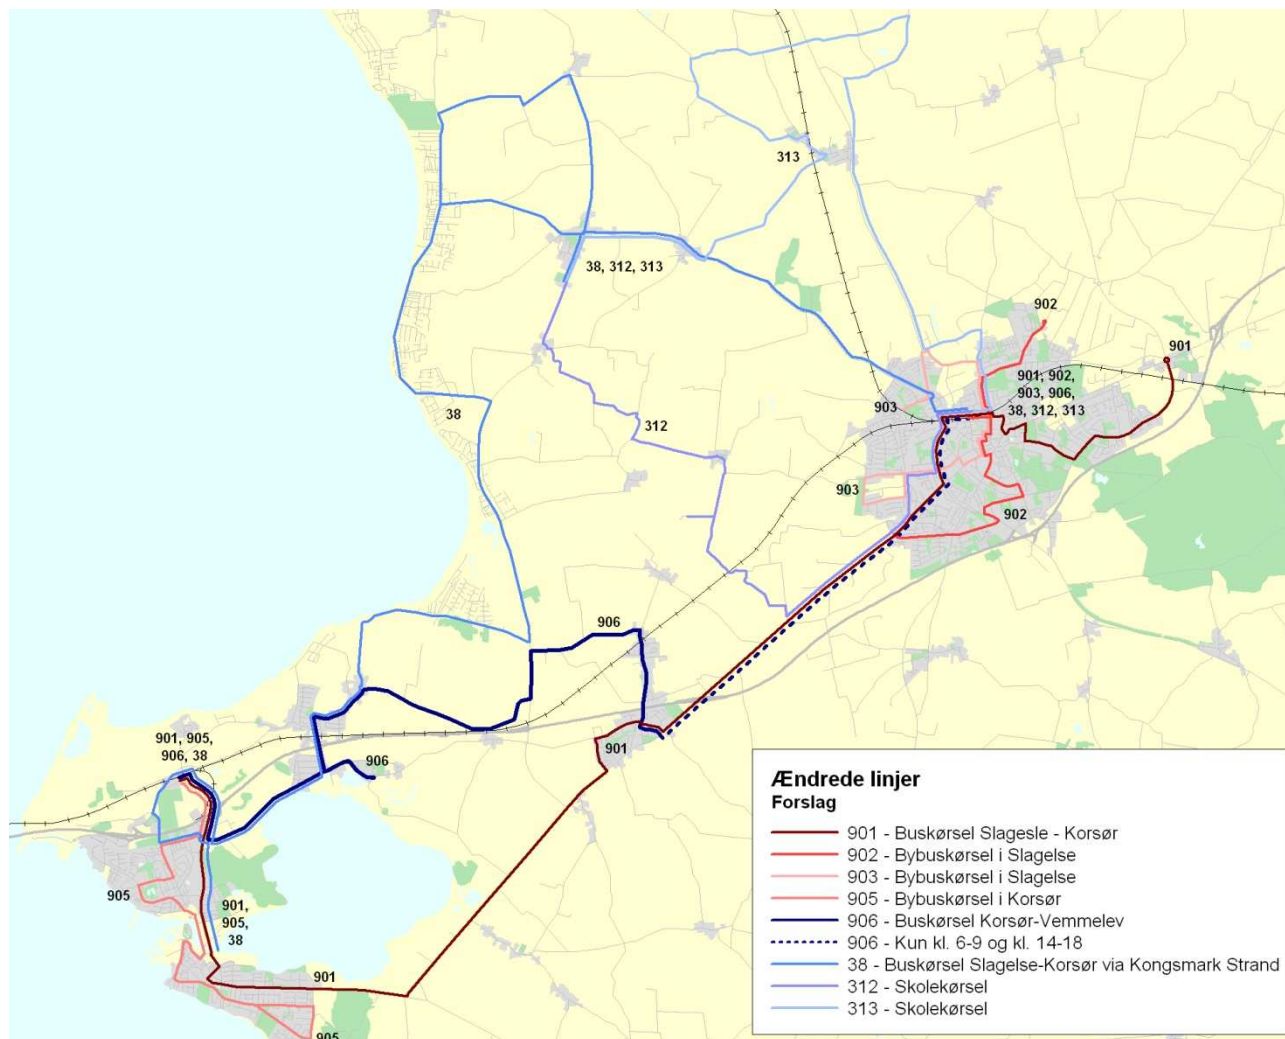 313
38, 312, 313
902
901
901, 902,
903, 906,
38, 312, 313
903
38
312
903
902
906
901, 905,
906, 38
901
906
905
901,
905,
38
901
905
Ændrede linjer
Forslag
901 - Buskørsel Slagesle - Korsør
902 - Bybuskørsel i Slagelse
903 - Bybuskørsel i Slagelse
905 - Bybuskørsel i Korsør
906 - Buskørsel Korsør-Vemmelev
906 - Kun kl. 6-9 og kl. 14-18
38 - Buskørsel Slagelse-Korsør via Kongsmark Strand
312 - Skolekørsel
313 - Skolekørsel